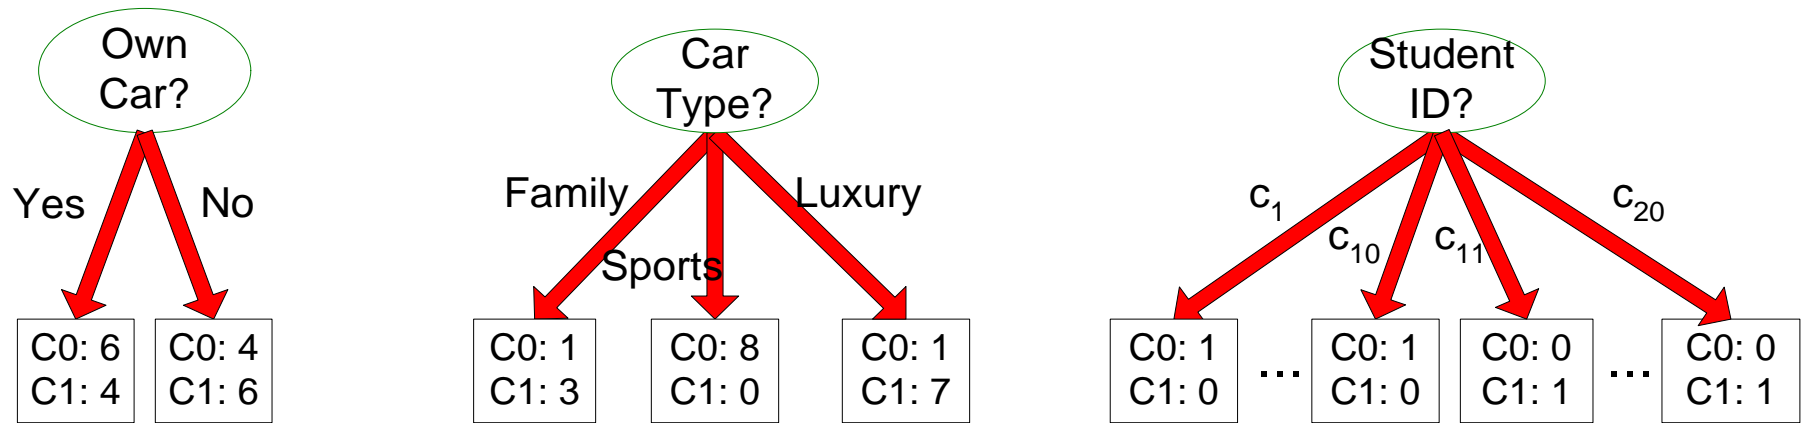 Own
Car?
Yes
No
C0: 6
C1: 4
C0: 4
C1: 6
Car
Type?
Family
Sports
Luxury
C0: 1
C1: 3
C0: 8
C1: 0
C0: 1
C1: 7
Student
ID?
c1
c10
c11
c20
C0: 1
C1: 0
...
C0: 1
C1: 0
C0: 0
C1: 1
...
C0: 0
C1: 1